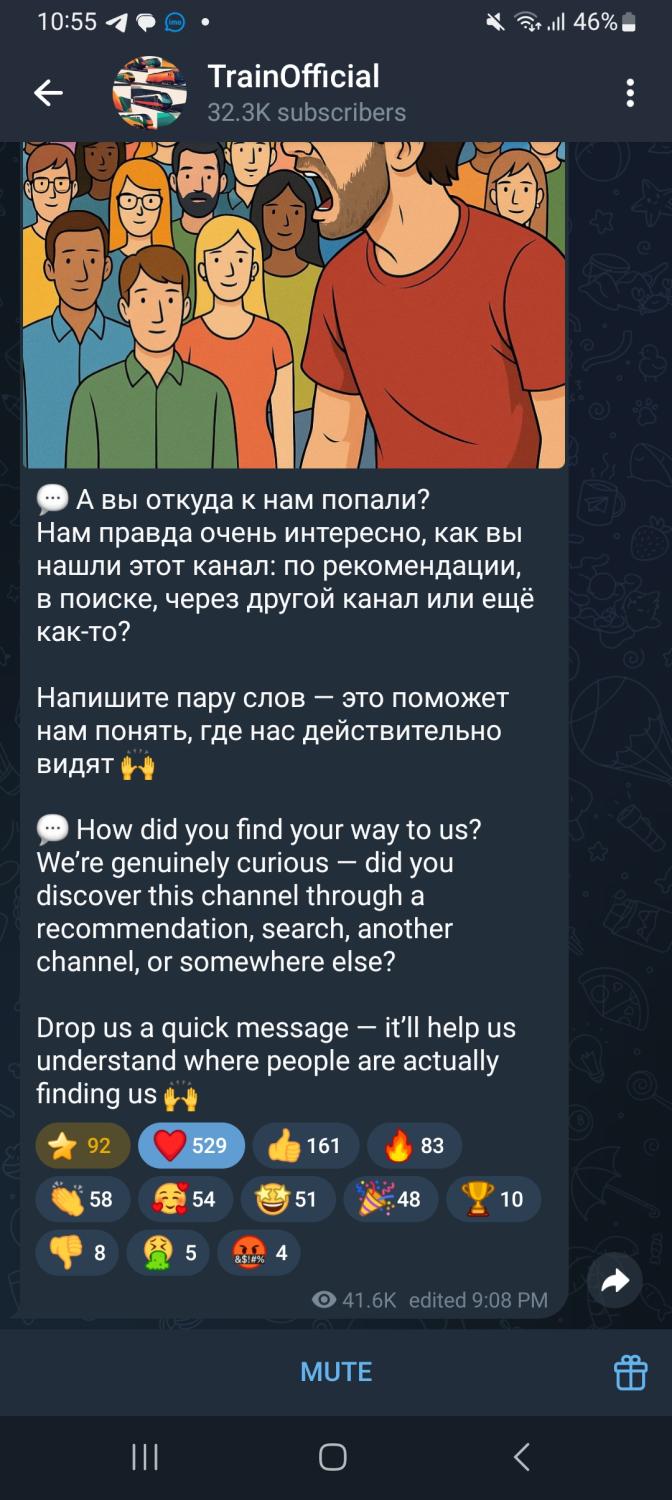 10:55
46%
TrainOfficial
32.3K subscribers
💬 А вы откуда к нам попали?
Нам правда очень интересно, как вы
нашли этот канал: по рекомендации,
в поиске, через другой канал или ещё
как-то?
Напишите пару слов — это поможет
нам понять, где нас действительно
видят 🙌
💬 How did you find your way to us?
We’re genuinely curious — did you
discover this channel through a
recommendation, search, another
channel, or somewhere else?
Drop us a quick message — it’ll help us
understand where people are actually
finding us 🙌
⭐ 92 ❤️ 529 👍 161 🔥 83
👏 58 🥰 54 🤩 51 🎉 48 🏆 10
👎 8 🤮 5 🤬 4
41.6K edited 9:08 PM
MUTE